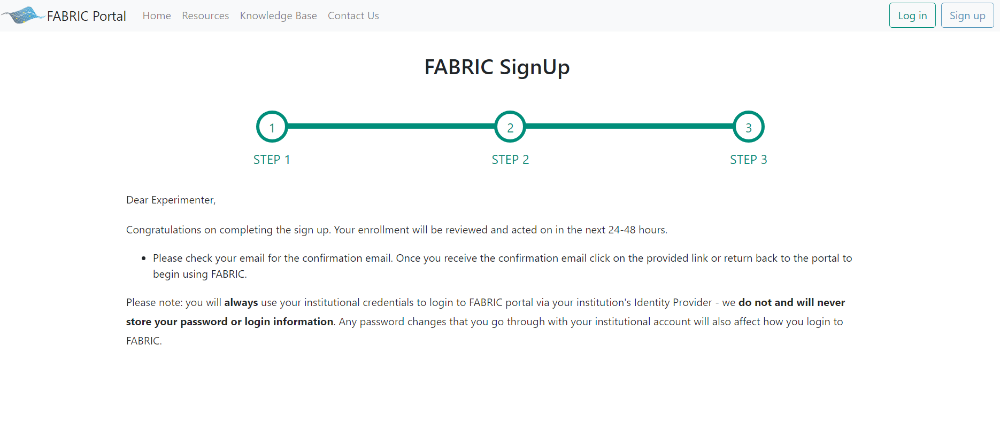 FABRIC Portal Home Resources Knowledge Base Contact Us Log in Sign up
FABRIC SignUp
1 2 3
STEP 1 STEP 2 STEP 3
Dear Experimenter,
Congratulations on completing the sign up. Your enrollment will be reviewed and acted on in the next 24-48 hours.
• Please check your email for the confirmation email. Once you receive the confirmation email click on the provided link or return back to the portal to
begin using FABRIC.
Please note: you will always use your institutional credentials to login to FABRIC portal via your institution's Identity Provider - we do not and will never
store your password or login information. Any password changes that you go through with your institutional account will also affect how you login to
FABRIC.